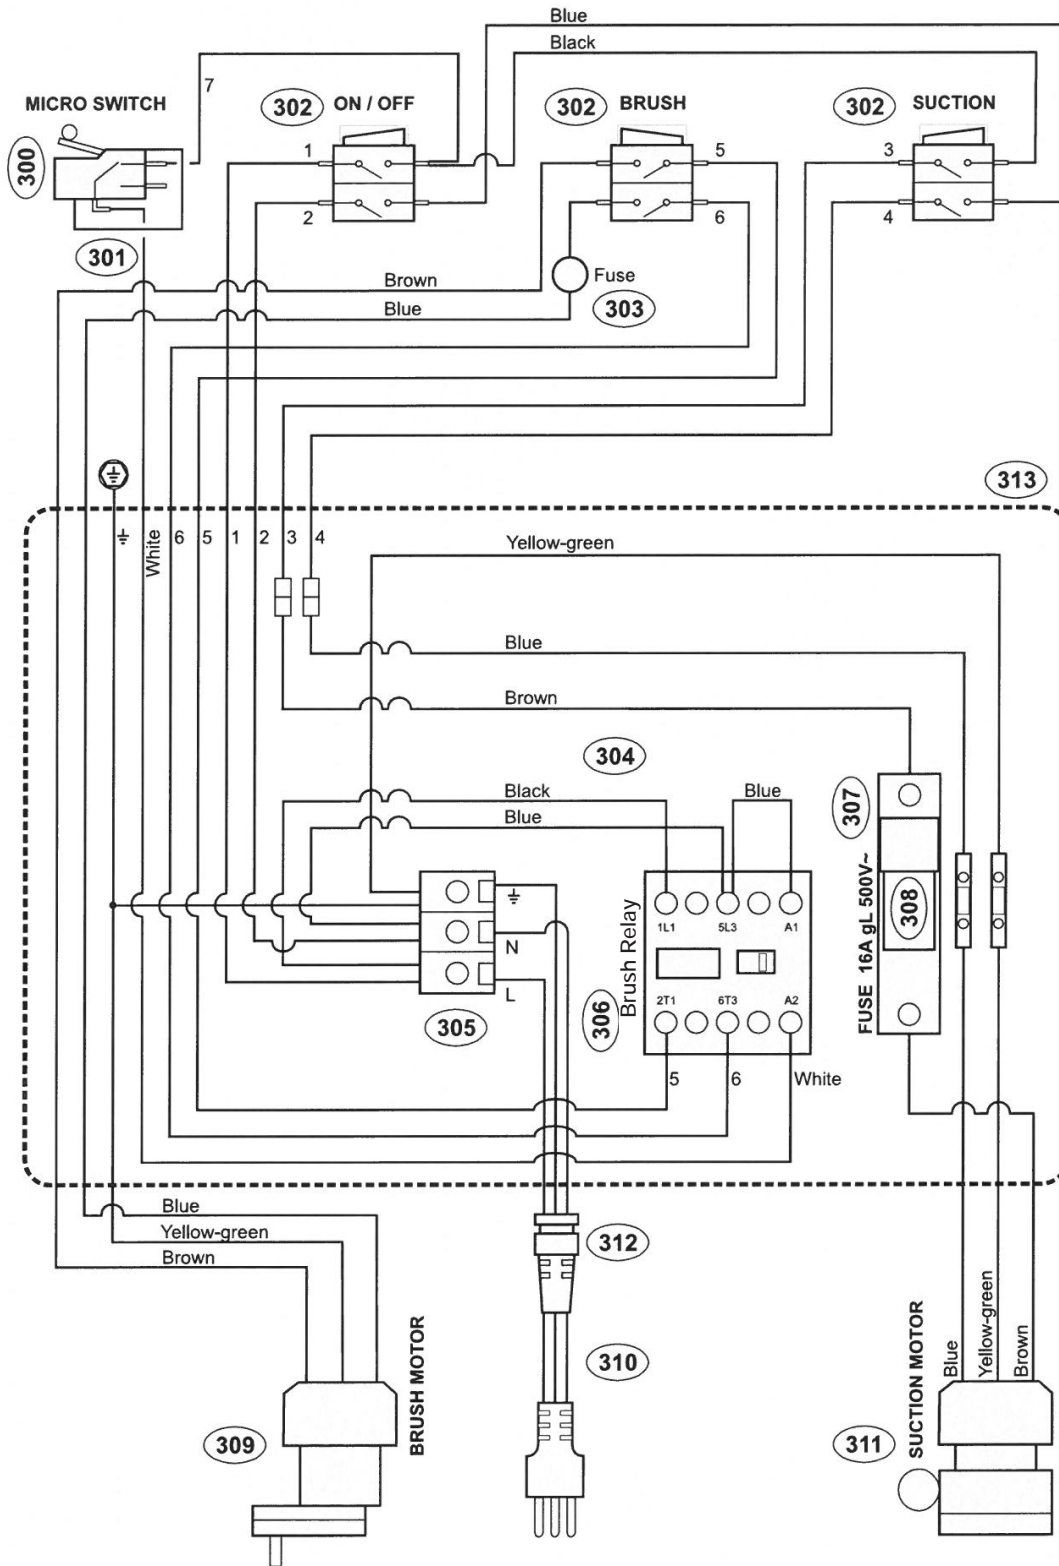 Blue
Black
7
MICRO SWITCH
302 ON / OFF
302 BRUSH
302 SUCTION
300
1
5
3
2
6
4
301
Brown
Fuse
303
Blue
313
White
6
5
1
2
3
4
Yellow-green
Blue
Brown
304
Black
Blue
Blue
307
FUSE 16A gL 500V~
308
Brush Relay
1L1
5L3
A1
N
L
305
306
2T1
6T3
A2
5
6
White
Blue
Yellow-green
Brown
312
310
BRUSH MOTOR
309
Blue
Yellow-green
Brown
SUCTION MOTOR
311